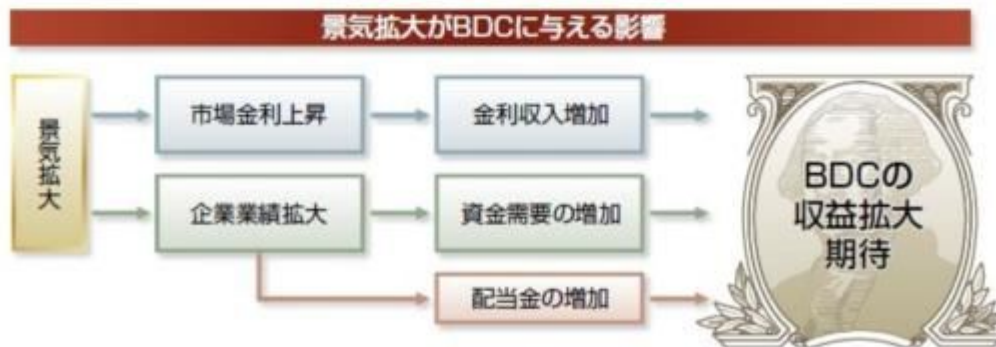 景気拡大がBDCに与える影響
景気拡大
市場金利上昇
金利収入増加
企業業績拡大
資金需要の増加
配当金の増加
BDCの
収益拡大
期待